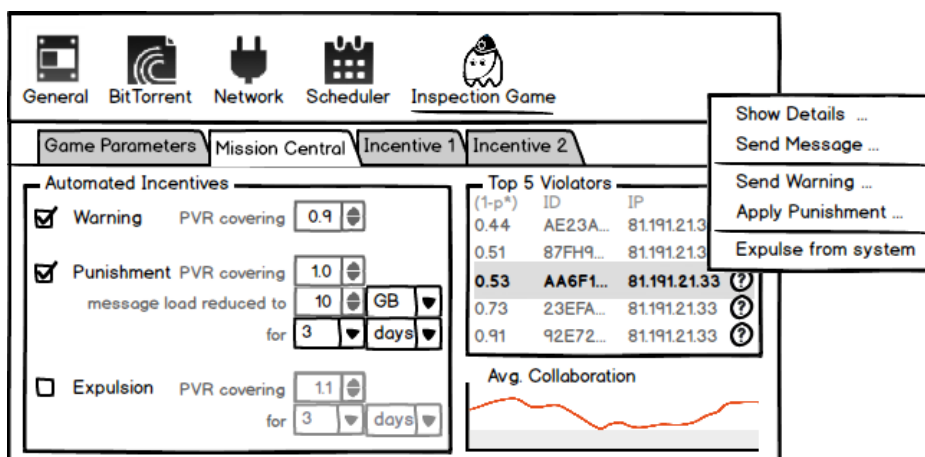 General BitTorrent Network Scheduler Inspection Game
Game Parameters Mission Central Incentive 1 Incentive 2
Show Details ...
Send Message ...
Send Warning ...
Apply Punishment ...
Expulse from system
Automated Incentives
Warning PVR covering 0.9
Punishment PVR covering 1.0
message load reduced to 10 GB
for 3 days
Expulsion PVR covering 1.1
for 3 days
Top 5 Violators
(1-p*) ID IP
0.44 AE23A... 81.191.21.3
0.51 87FH9... 81.191.21.3
0.53 AA6F1... 81.191.21.33 ?
0.73 23EFA... 81.191.21.33 ?
0.91 92E72... 81.191.21.33 ?
Avg. Collaboration